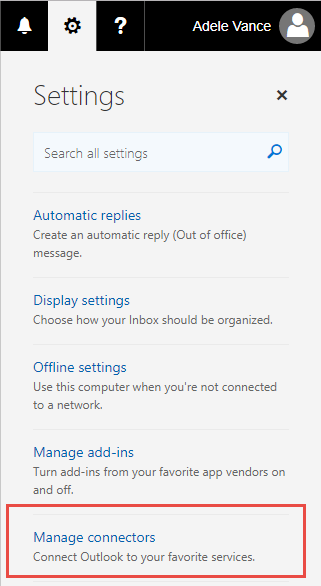 ? Adele Vance
Settings ×
Search all settings
Automatic replies
Create an automatic reply (Out of office)
message.
Display settings
Choose how your Inbox should be organized.
Offline settings
Use this computer when you're not connected
to a network.
Manage add-ins
Turn add-ins from your favorite app vendors on
and off.
Manage connectors
Connect Outlook to your favorite services.